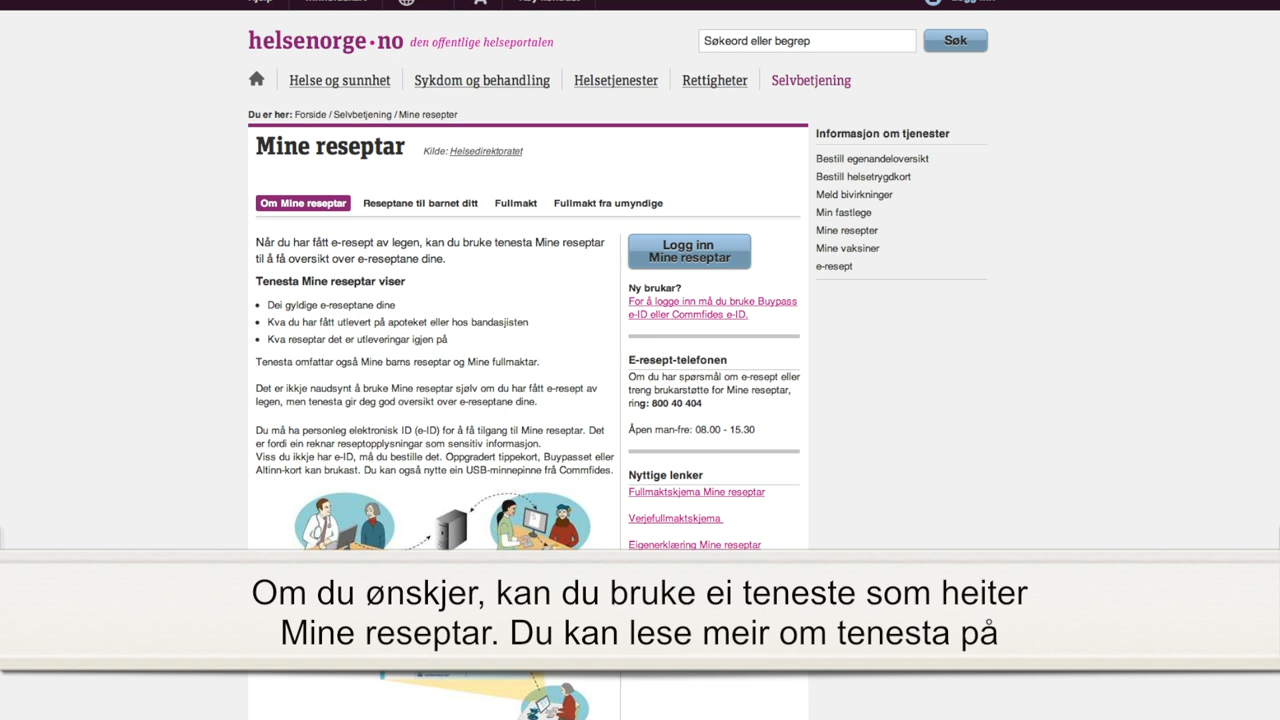 helsenorge·no den offentlige helseportalen
Søkeord eller begrep
Søk
Helse og sunnhet
Sykdom og behandling
Helsetjenester
Rettigheter
Selvbetjening
Du er her: Forside / Selvbetjening / Mine resepter
Mine reseptar
Kilde: Helsedirektoratet
Om Mine reseptar
Reseptane til barnet ditt
Fullmakt
Fullmakt fra umyndige
Når du har fått e-resept av legen, kan du bruke tenesta Mine reseptar
til å få oversikt over e-reseptane dine.
Tenesta Mine reseptar viser
• Dei gyldige e-reseptane dine
• Kva du har fått utlevert på apoteket eller hos bandasjisten
• Kva reseptar det er utleveringar igjen på
Tenesta omfattar også Mine barns reseptar og Mine fullmaktar.
Det er ikkje naudsynt å bruke Mine reseptar sjølv om du har fått e-resept av
legen, men tenesta gir deg god oversikt over e-reseptane dine.
Du må ha personleg elektronisk ID (e-ID) for å få tilgang til Mine reseptar. Det
er fordi ein reknar reseptopplysningar som sensitiv informasjon.
Viss du ikkje har e-ID, må du bestille det. Oppgradert tippekort, Buypasset eller
Altinn-kort kan brukast. Du kan også nytte ein USB-minnepinne frå Commfides.
Logg inn
Mine reseptar
Ny brukar?
For å logge inn må du bruke Buypass
e-ID eller Commfides e-ID.
E-resept-telefonen
Om du har spørsmål om e-resept eller
treng brukarstøtte for Mine reseptar,
ring: 800 40 404
Åpen man-fre: 08.00 - 15.30
Nyttige lenker
Fullmaktskjema Mine reseptar
Verjefullmaktskjema
Eigenerklæring Mine reseptar
Informasjon om tjenester
Bestill egenandeloversikt
Bestill helsetrygdkort
Meld bivirkninger
Min fastlege
Mine resepter
Mine vaksiner
e-resept
Om du ønskjer, kan du bruke ei teneste som heiter
Mine reseptar. Du kan lese meir om tenesta på